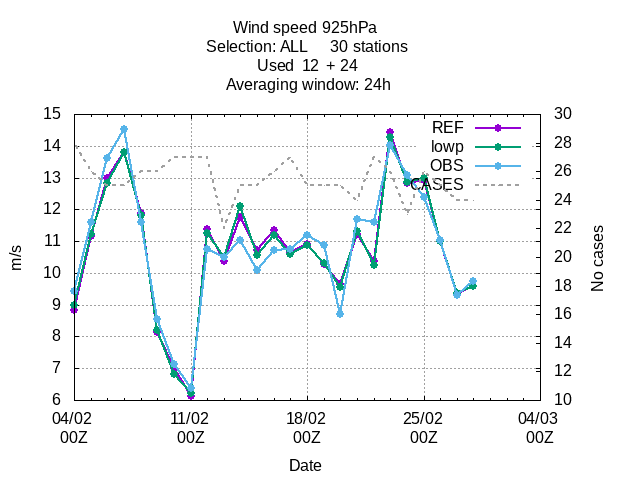 Wind speed 925hPa
Selection: ALL 30 stations
Used 12 + 24
Averaging window: 24h
15 30
REF
14 28
lowp
OBS
13 26
CASES
12 24
22
11 20
10 18
9 16
8 14
7 12
6 10
m/s
No cases
04/02 11/02 18/02 25/02 04/03
00Z 00Z 00Z 00Z 00Z
Date